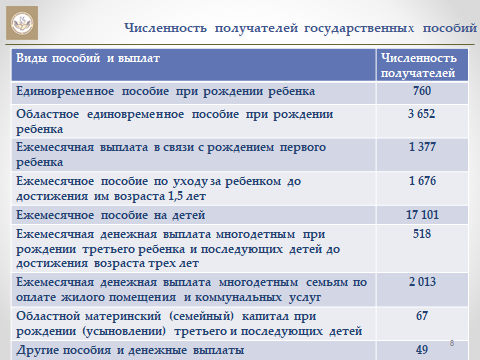 Численность получателей государственных пособий
Виды пособий и выплат
Численность
получателей
Единовременное пособие при рождении ребенка
760
Областное единовременное пособие при рождении
ребенка
3 652
Ежемесячная выплата в связи с рождением первого
ребенка
1 377
Ежемесячное пособие по уходу за ребенком до
достижения им возраста 1,5 лет
1 676
Ежемесячное пособие на детей
17 101
Ежемесячная денежная выплата многодетным при
рождении третьего ребенка и последующих детей до
достижения возраста трех лет
518
Ежемесячная денежная выплата многодетным семьям по
оплате жилого помещения и коммунальных услуг
2 013
Областной материнский (семейный) капитал при
рождении (усыновлении) третьего и последующих детей
67
Другие пособия и денежные выплаты
49
8